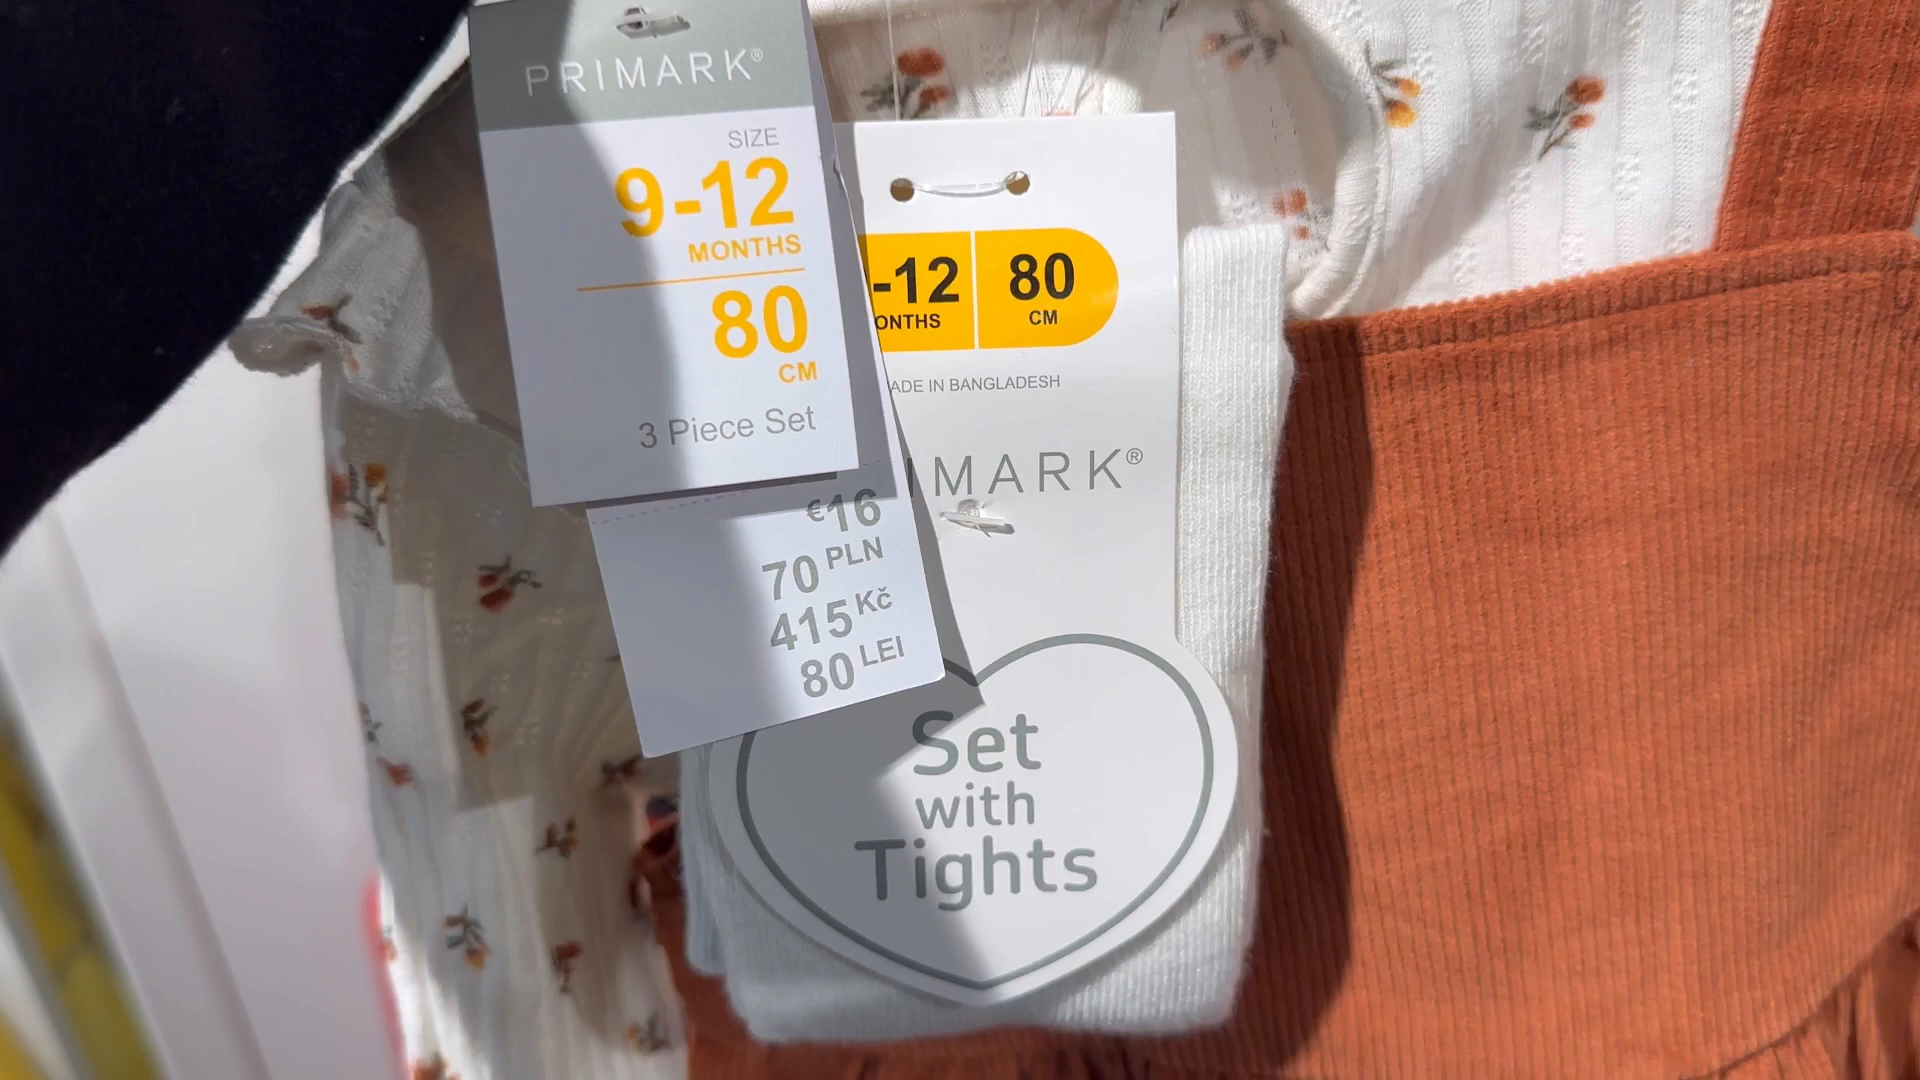 PRIMARK®
SIZE
9-12
MONTHS
80
CM
3 Piece Set
€16
70 PLN
415 Kč
80 LEI
-12
ONTHS
80
CM
ADE IN BANGLADESH
IMARK®
Set
with
Tights